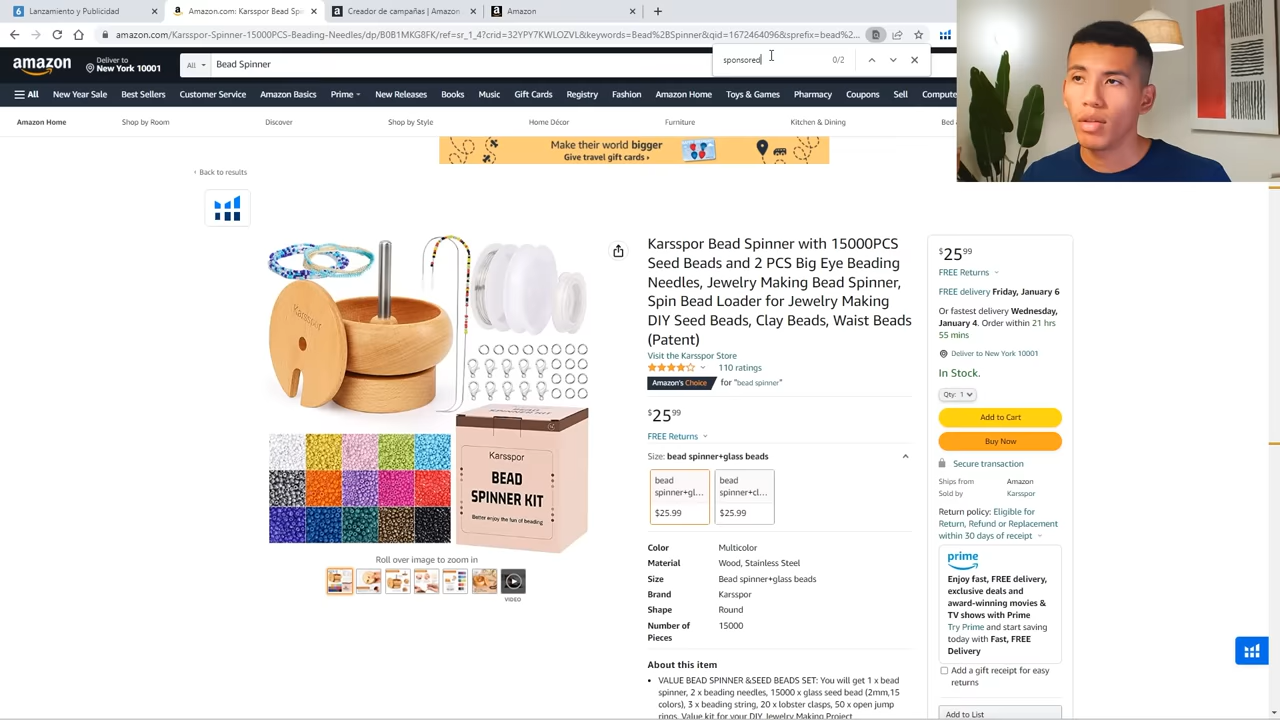 Lanzamiento y Publicidad
Amazon.com: Karsspor Bead Spi
Creador de campañas | Amazon
Amazon
amazon.com/Karsspor-Spinner-15000PCS-Beading-Needles/dp/B0B1MKG8FK/ref=sr_1_4?crid=32YPY7KWLOZVL&keywords=Bead%2BSpinner&qid=1672464096&sprefix=bead%2...
sponsored
0/2
amazon
Deliver to
New York 10001
All
Bead Spinner
All
New Year Sale
Best Sellers
Customer Service
Amazon Basics
Prime
New Releases
Books
Music
Gift Cards
Registry
Fashion
Amazon Home
Toys & Games
Pharmacy
Coupons
Sell
Compute
Amazon Home
Shop by Room
Discover
Shop by Style
Home Décor
Furniture
Kitchen & Dining
Bed
Make their world bigger
Give travel gift cards ›
‹ Back to results
Karsspor
Karsspor
BEAD
SPINNER KIT
Better enjoy the fun of beading
Roll over image to zoom in
VIDEO
Karsspor Bead Spinner with 15000PCS
Seed Beads and 2 PCS Big Eye Beading
Needles, Jewelry Making Bead Spinner,
Spin Bead Loader for Jewelry Making
DIY Seed Beads, Clay Beads, Waist Beads
(Patent)
Visit the Karsspor Store
110 ratings
Amazon's Choice for "bead spinner"
$25 99
FREE Returns
Size: bead spinner+glass beads
bead
spinner+gl...
$25.99
bead
spinner+cl...
$25.99
Color Multicolor
Material Wood, Stainless Steel
Size Bead spinner+glass beads
Brand Karsspor
Shape Round
Number of 15000
Pieces
About this item
• VALUE BEAD SPINNER &SEED BEADS SET: You will get 1 x bead
spinner, 2 x beading needles, 15000 x glass seed bead (2mm,15
colors), 3 x beading string, 20 x lobster clasps, 50 x open jump
rings. Value kit for your DIY Jewelry Making Project
$25 99
FREE Returns
FREE delivery Friday, January 6
Or fastest delivery Wednesday,
January 4. Order within 21 hrs
55 mins
Deliver to New York 10001
In Stock.
Qty: 1
Add to Cart
Buy Now
Secure transaction
Ships from Amazon
Sold by Karsspor
Return policy: Eligible for
Return, Refund or Replacement
within 30 days of receipt
prime
Enjoy fast, FREE delivery,
exclusive deals and
award-winning movies &
TV shows with Prime
Try Prime and start saving
today with Fast, FREE
Delivery
Add a gift receipt for easy
returns
Add to List